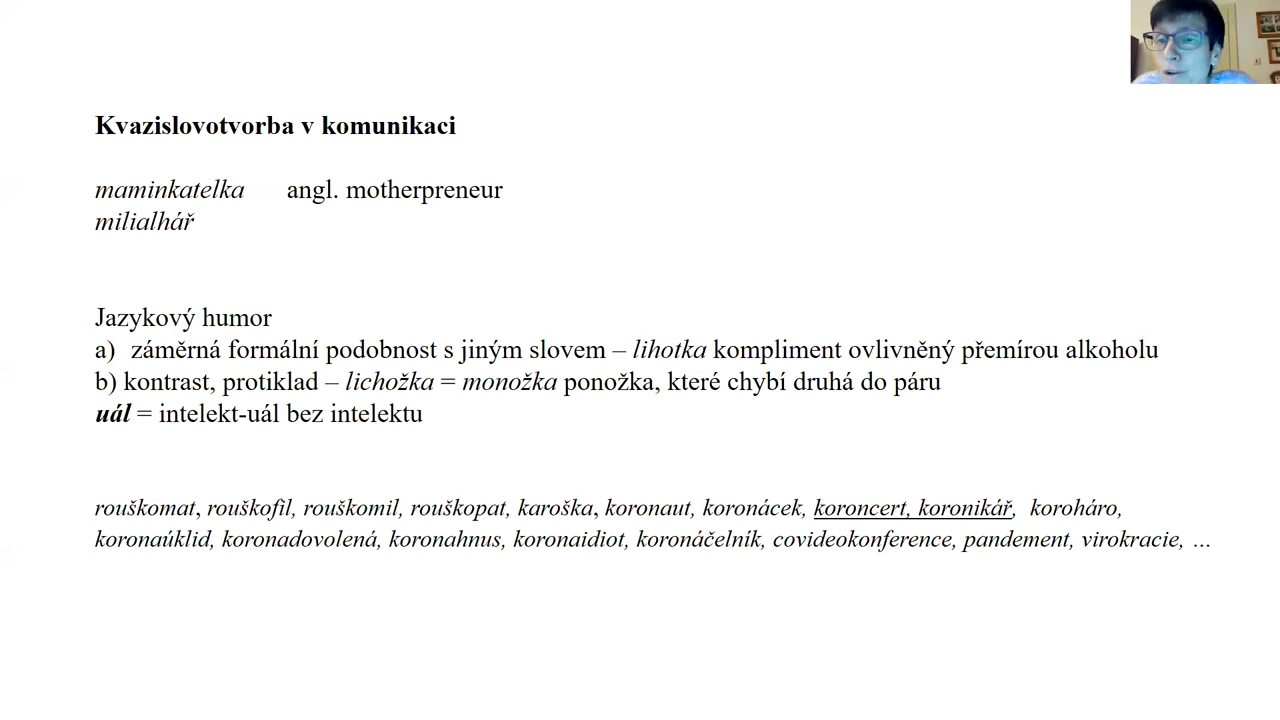 Kvazislovotvorba v komunikaci
maminkatelka angl. motherpreneur
milialhář
Jazykový humor
a) záměrná formální podobnost s jiným slovem – lihotka kompliment ovlivněný přemírou alkoholu
b) kontrast, protiklad – lichožka = monožka ponožka, které chybí druhá do páru
uál = intelekt-uál bez intelektu
rouškomat, rouškofil, rouškomil, rouškopat, karoška, koronaut, koronácek, koroncert, koronikář, koroháro,
koronaúklid, koronadovolená, koronahnus, koronaidiot, koronáčelník, covideokonference, pandement, virokracie, ...